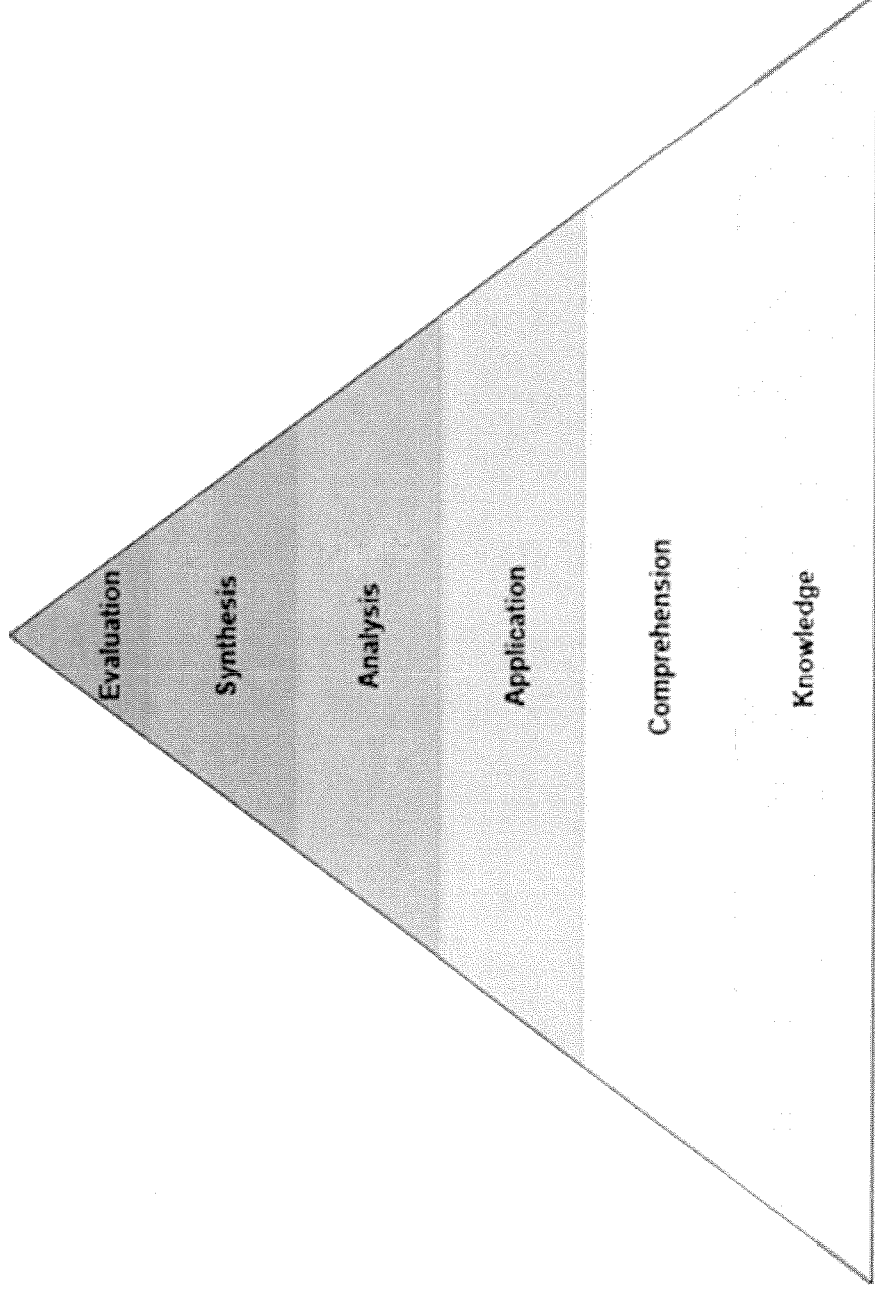 Evaluation
Synthesis
Analysis
Application
Comprehension
Knowledge